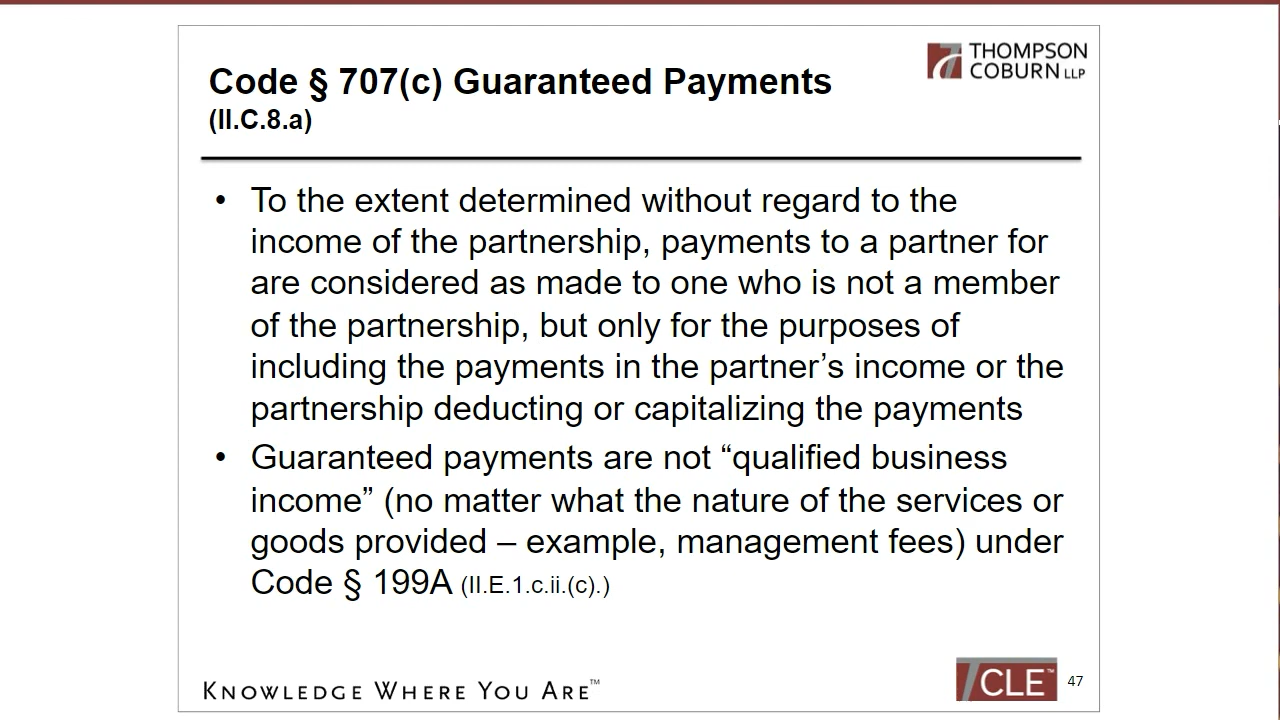 THOMPSON
COBURN LLP
Code § 707(c) Guaranteed Payments
(II.C.8.a)
• To the extent determined without regard to the
income of the partnership, payments to a partner for
are considered as made to one who is not a member
of the partnership, but only for the purposes of
including the payments in the partner’s income or the
partnership deducting or capitalizing the payments
• Guaranteed payments are not “qualified business
income” (no matter what the nature of the services or
goods provided – example, management fees) under
Code § 199A (II.E.1.c.ii.(c).)
KNOWLEDGE WHERE YOU ARE™
CLE™ 47